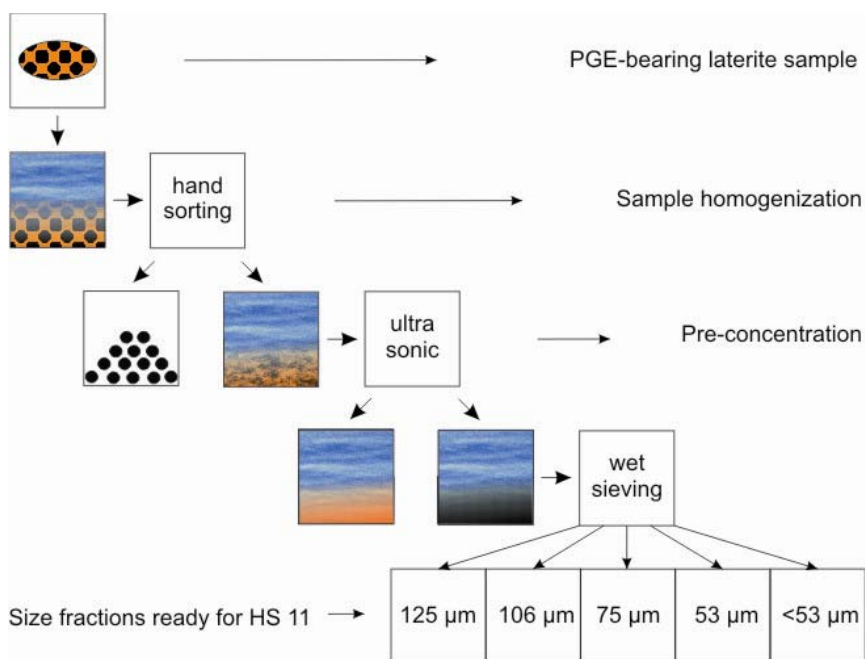 PGE-bearing laterite sample
hand
sorting
Sample homogenization
ultra
sonic
Pre-concentration
wet
sieving
Size fractions ready for HS 11
125 µm
106 µm
75 µm
53 µm
<53 µm